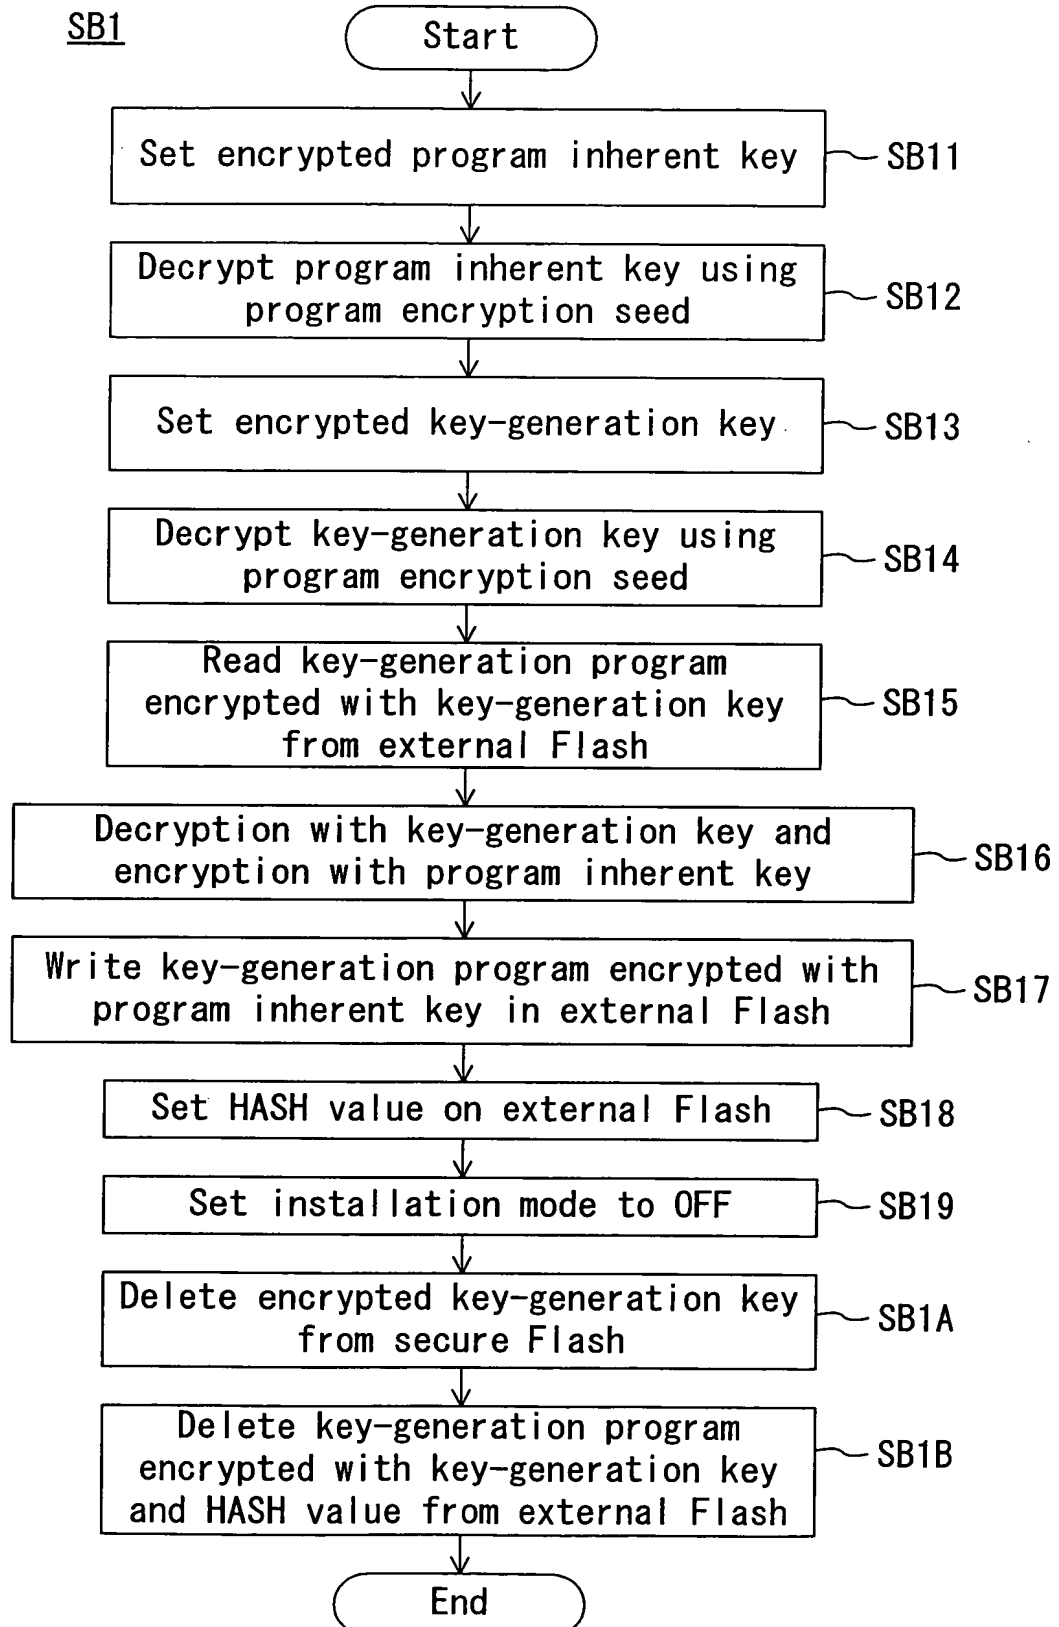 SB1
Start
Set encrypted program inherent key
SB11
Decrypt program inherent key using
program encryption seed
SB12
Set encrypted key-generation key
SB13
Decrypt key-generation key using
program encryption seed
SB14
Read key-generation program
encrypted with key-generation key
from external Flash
SB15
Decryption with key-generation key and
encryption with program inherent key
SB16
Write key-generation program encrypted with
program inherent key in external Flash
SB17
Set HASH value on external Flash
SB18
Set installation mode to OFF
SB19
Delete encrypted key-generation key
from secure Flash
SB1A
Delete key-generation program
encrypted with key-generation key
and HASH value from external Flash
SB1B
End